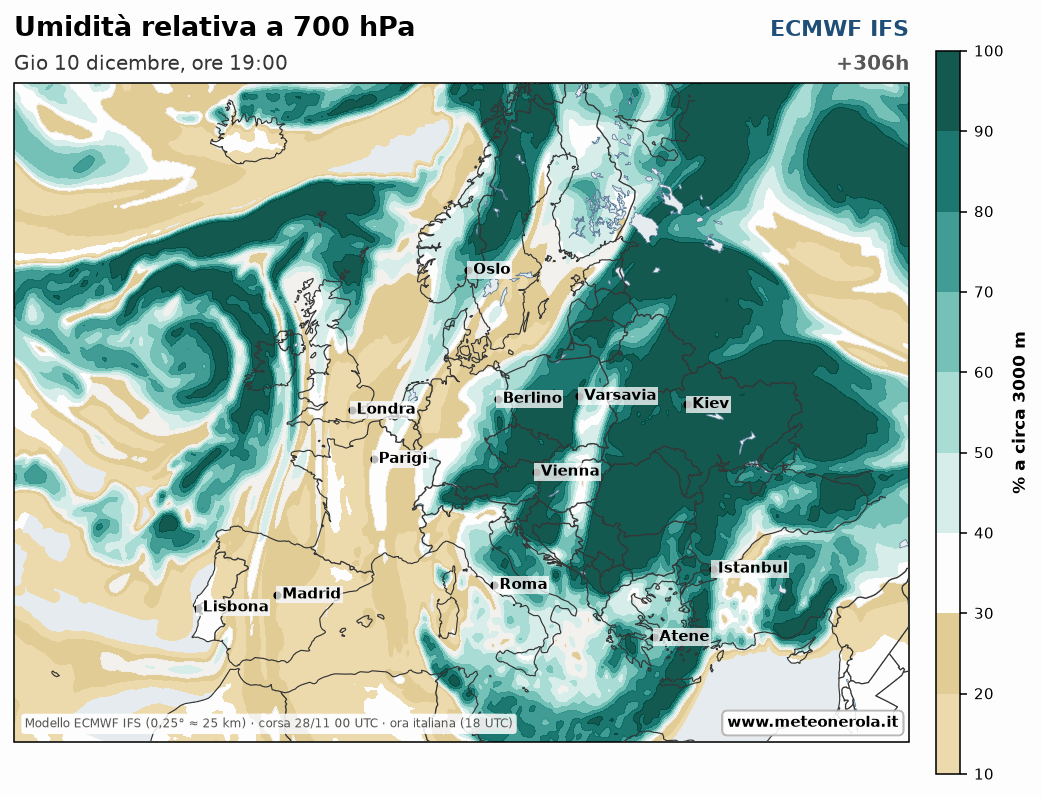 Umidità relativa a 700 hPa
ECMWF IFS
Gio 10 dicembre, ore 19:00
+306h
100
90
80
70
60
50
40
30
20
10
% a circa 3000 m
Oslo
Berlino
Varsavia
Kiev
Londra
Parigi
Vienna
Istanbul
Roma
Madrid
Lisbona
Atene
Modello ECMWF IFS (0,25° ≈ 25 km) · corsa 28/11 00 UTC · ora italiana (18 UTC)
www.meteonerola.it